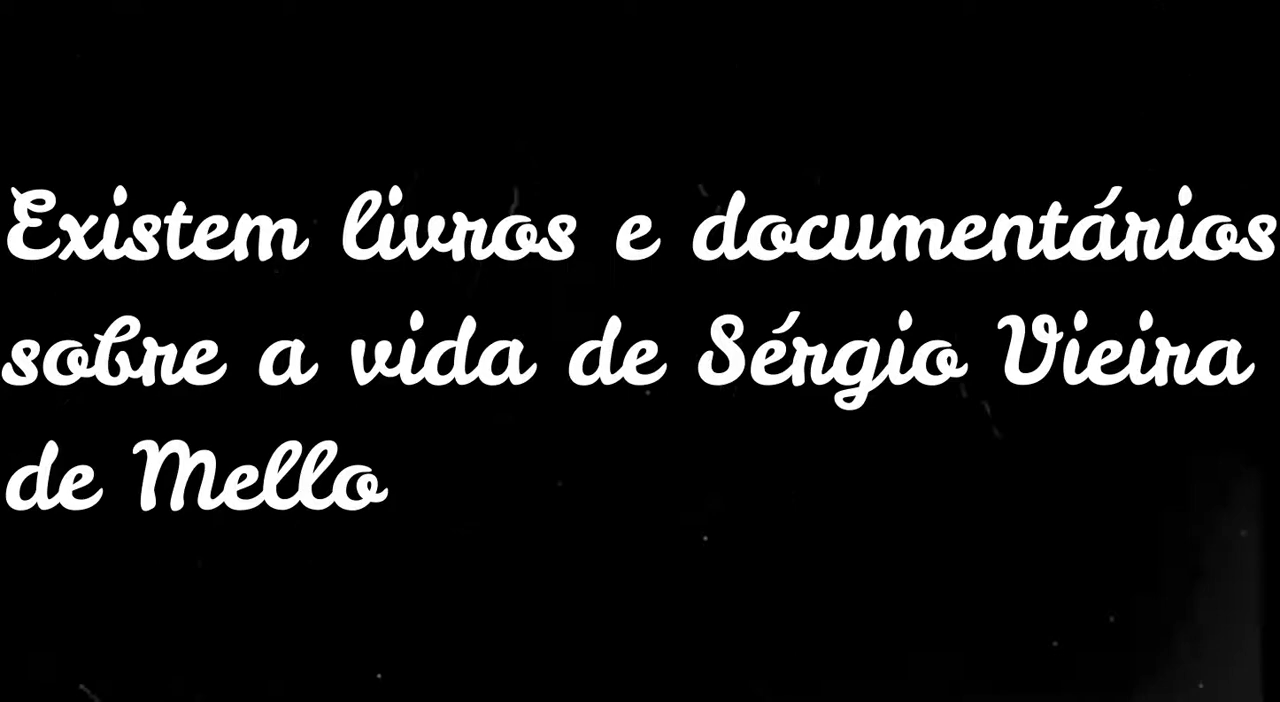 Existem livros e documentários
sobre a vida de Sérgio Vieira
de Mello